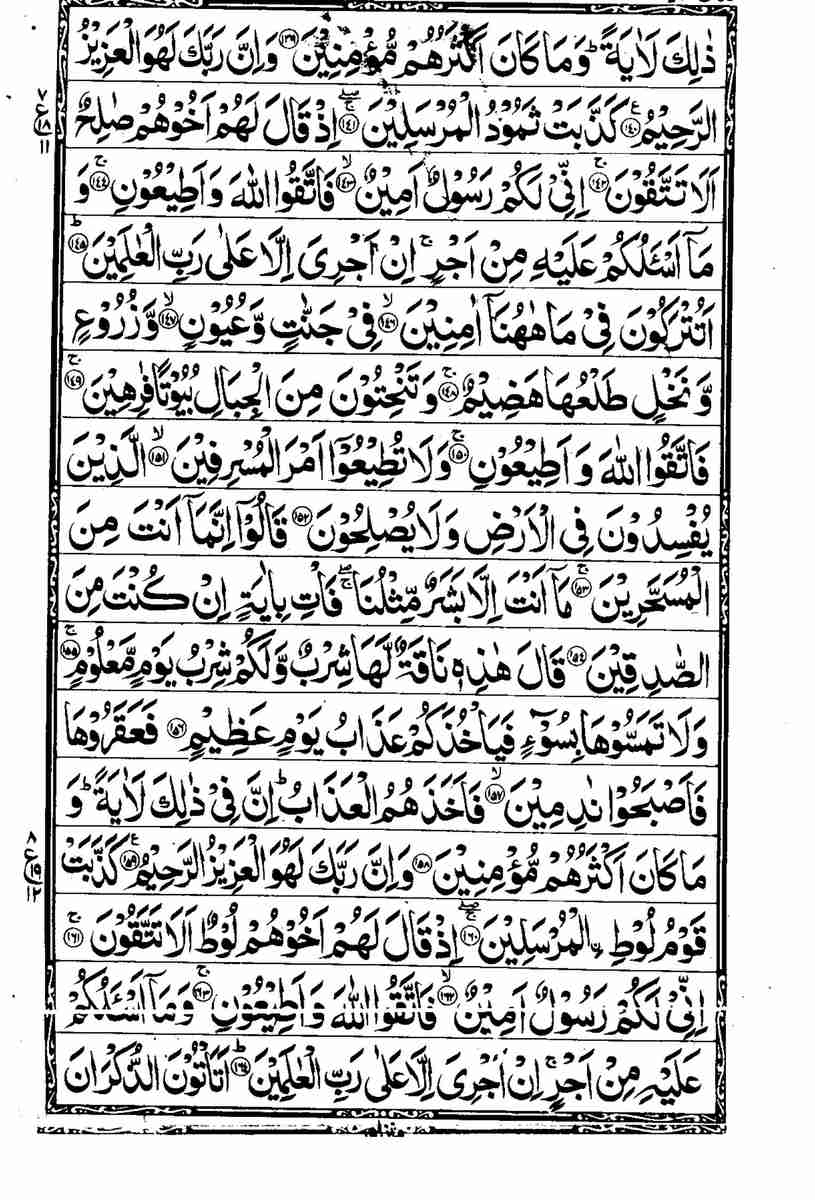 ذٰلِكَ لَاٰيَةً ؕ وَمَا كَانَ اَكْثَرُهُمْ مُّؤْمِنِيْنَ ﴿۱۳۹﴾ وَاِنَّ رَبَّكَ لَهُوَ الْعَزِيْزُ
الرَّحِيْمُ ﴿۱۴۰﴾ كَذَّبَتْ ثَمُوْدُ الْمُرْسَلِيْنَ ﴿۱۴۱﴾ اِذْ قَالَ لَهُمْ اَخُوْهُمْ صٰلِحٌ
اَلَا تَتَّقُوْنَ ﴿۱۴۲﴾ اِنِّىْ لَكُمْ رَسُوْلٌ اَمِيْنٌ ﴿۱۴۳﴾ فَاتَّقُوا اللّٰهَ وَاَطِيْعُوْنِ ﴿۱۴۴﴾ وَ
مَاۤ اَسْـَٔلُكُمْ عَلَيْهِ مِنْ اَجْرٍ ۚ اِنْ اَجْرِىَ اِلَّا عَلٰى رَبِّ الْعٰلَمِيْنَ ﴿۱۴۵﴾
اَتُتْرَكُوْنَ فِىْ مَا هٰهُنَاۤ اٰمِنِيْنَ ﴿۱۴۶﴾ فِىْ جَنّٰتٍ وَّعُيُوْنٍ ﴿۱۴۷﴾ وَّزُرُوْعٍ
وَّنَخْلٍ طَلْعُهَا هَضِيْمٌ ﴿۱۴۸﴾ وَتَنْحِتُوْنَ مِنَ الْجِبَالِ بُيُوْتًا فٰرِهِيْنَ ﴿۱۴۹﴾
فَاتَّقُوا اللّٰهَ وَاَطِيْعُوْنِ ﴿۱۵۰﴾ وَلَا تُطِيْعُوْۤا اَمْرَ الْمُسْرِفِيْنَ ﴿۱۵۱﴾ الَّذِيْنَ
يُفْسِدُوْنَ فِى الْاَرْضِ وَلَا يُصْلِحُوْنَ ﴿۱۵۲﴾ قَالُوْۤا اِنَّمَاۤ اَنْتَ مِنَ
الْمُسَحَّرِيْنَ ﴿۱۵۳﴾ مَاۤ اَنْتَ اِلَّا بَشَرٌ مِّثْلُنَا ۖۚ فَاْتِ بِاٰيَةٍ اِنْ كُنْتَ مِنَ
الصّٰدِقِيْنَ ﴿۱۵۴﴾ قَالَ هٰذِهٖ نَاقَةٌ لَّهَا شِرْبٌ وَّلَكُمْ شِرْبُ يَوْمٍ مَّعْلُوْمٍ ﴿۱۵۵﴾
وَلَا تَمَسُّوْهَا بِسُوْٓءٍ فَيَاْخُذَكُمْ عَذَابُ يَوْمٍ عَظِيْمٍ ﴿۱۵۶﴾ فَعَقَرُوْهَا
فَاَصْبَحُوْا نٰدِمِيْنَ ﴿۱۵۷﴾ فَاَخَذَهُمُ الْعَذَابُ ؕ اِنَّ فِىْ ذٰلِكَ لَاٰيَةً ؕ وَ
مَا كَانَ اَكْثَرُهُمْ مُّؤْمِنِيْنَ ﴿۱۵۸﴾ وَاِنَّ رَبَّكَ لَهُوَ الْعَزِيْزُ الرَّحِيْمُ ﴿۱۵۹﴾ كَذَّبَتْ
قَوْمُ لُوْطِ ۨالْمُرْسَلِيْنَ ﴿۱۶۰﴾ اِذْ قَالَ لَهُمْ اَخُوْهُمْ لُوْطٌ اَلَا تَتَّقُوْنَ ﴿۱۶۱﴾
اِنِّىْ لَكُمْ رَسُوْلٌ اَمِيْنٌ ﴿۱۶۲﴾ فَاتَّقُوا اللّٰهَ وَاَطِيْعُوْنِ ﴿۱۶۳﴾ وَمَاۤ اَسْـَٔلُكُمْ
عَلَيْهِ مِنْ اَجْرٍ ۚ اِنْ اَجْرِىَ اِلَّا عَلٰى رَبِّ الْعٰلَمِيْنَ ﴿۱۶۴﴾ اَتَاْتُوْنَ الذُّكْرَانَ